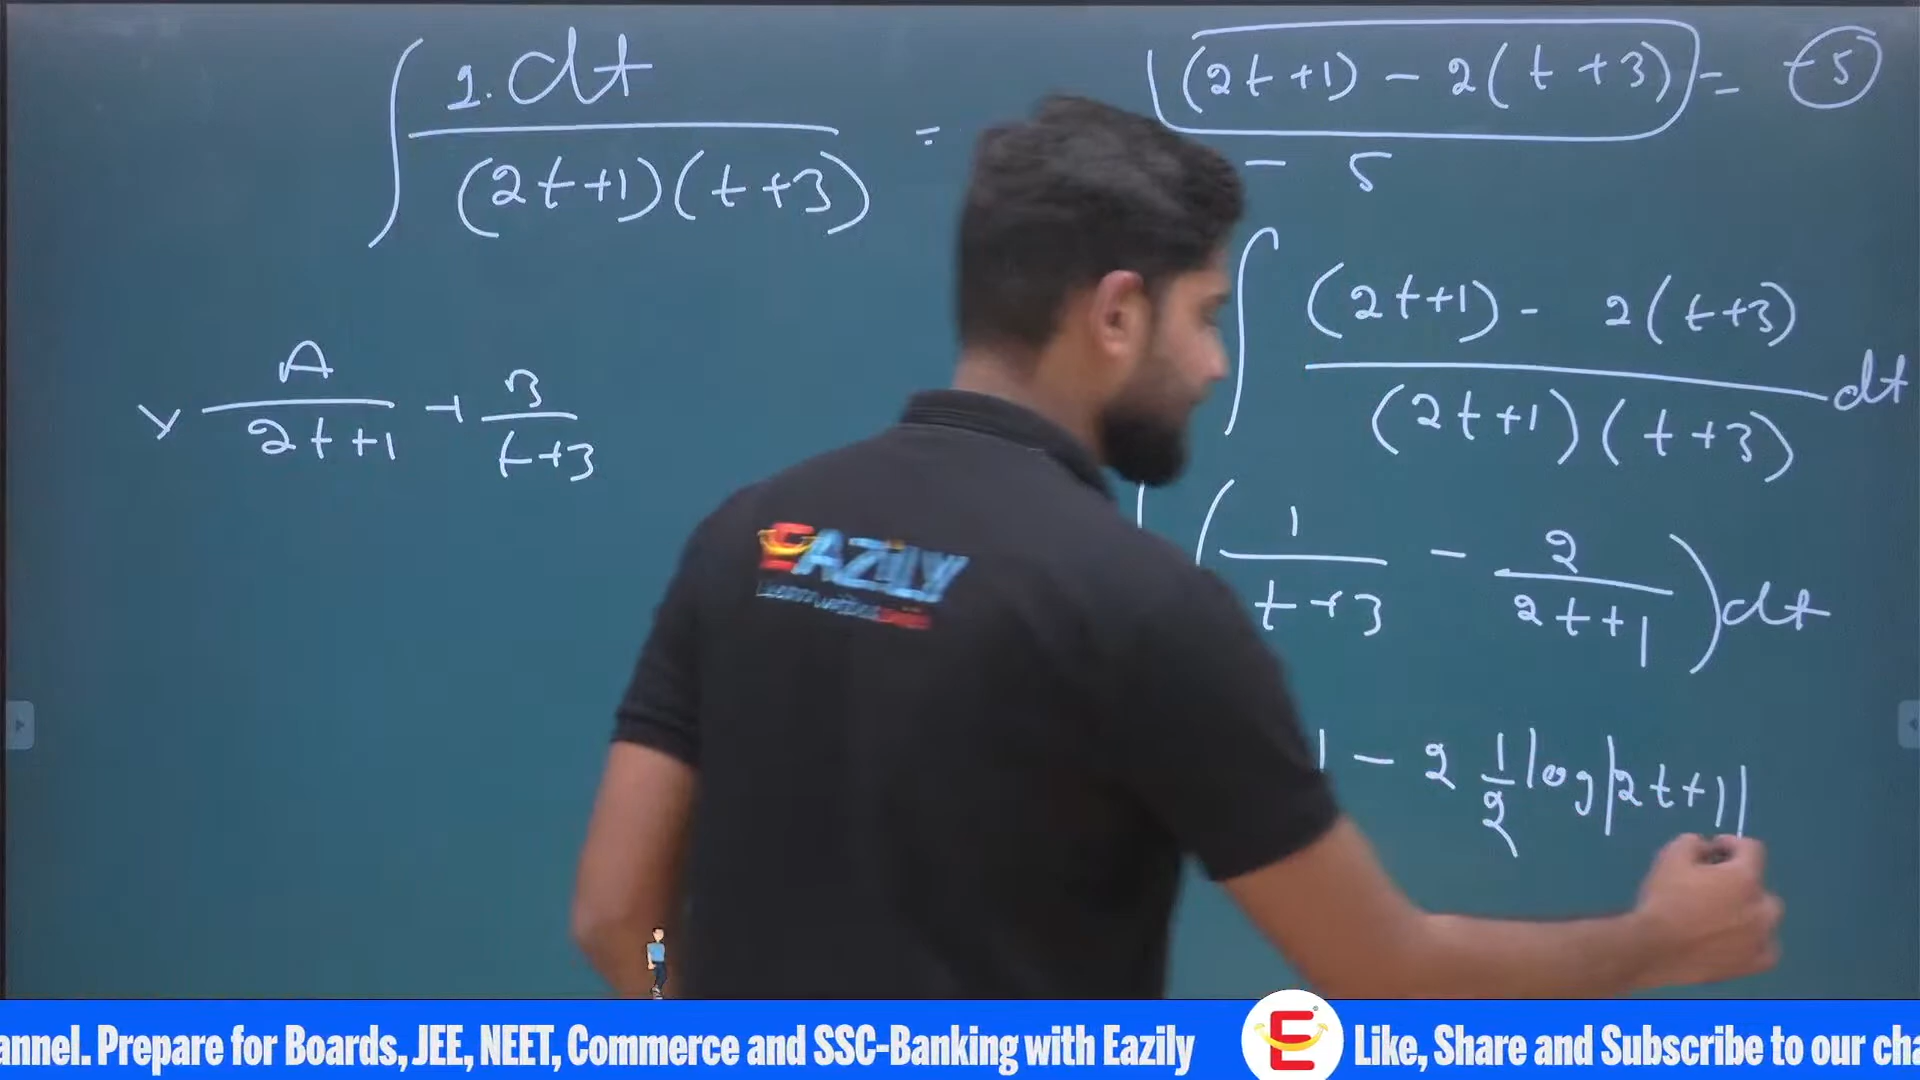 ∫ 1.dt / (2t+1)(t+3) =
(2t+1) - 2(t+3) = -5
- 5
∫ (2t+1) - 2(t+3) / (2t+1)(t+3) dt
A / 2t+1 + B / t+3
( 1 / t+3 - 2 / 2t+1 ) dt
| - 2 1/2 log|2t+1|
EAZILY
annel. Prepare for Boards, JEE, NEET, Commerce and SSC-Banking with Eazily E Like, Share and Subscribe to our cha